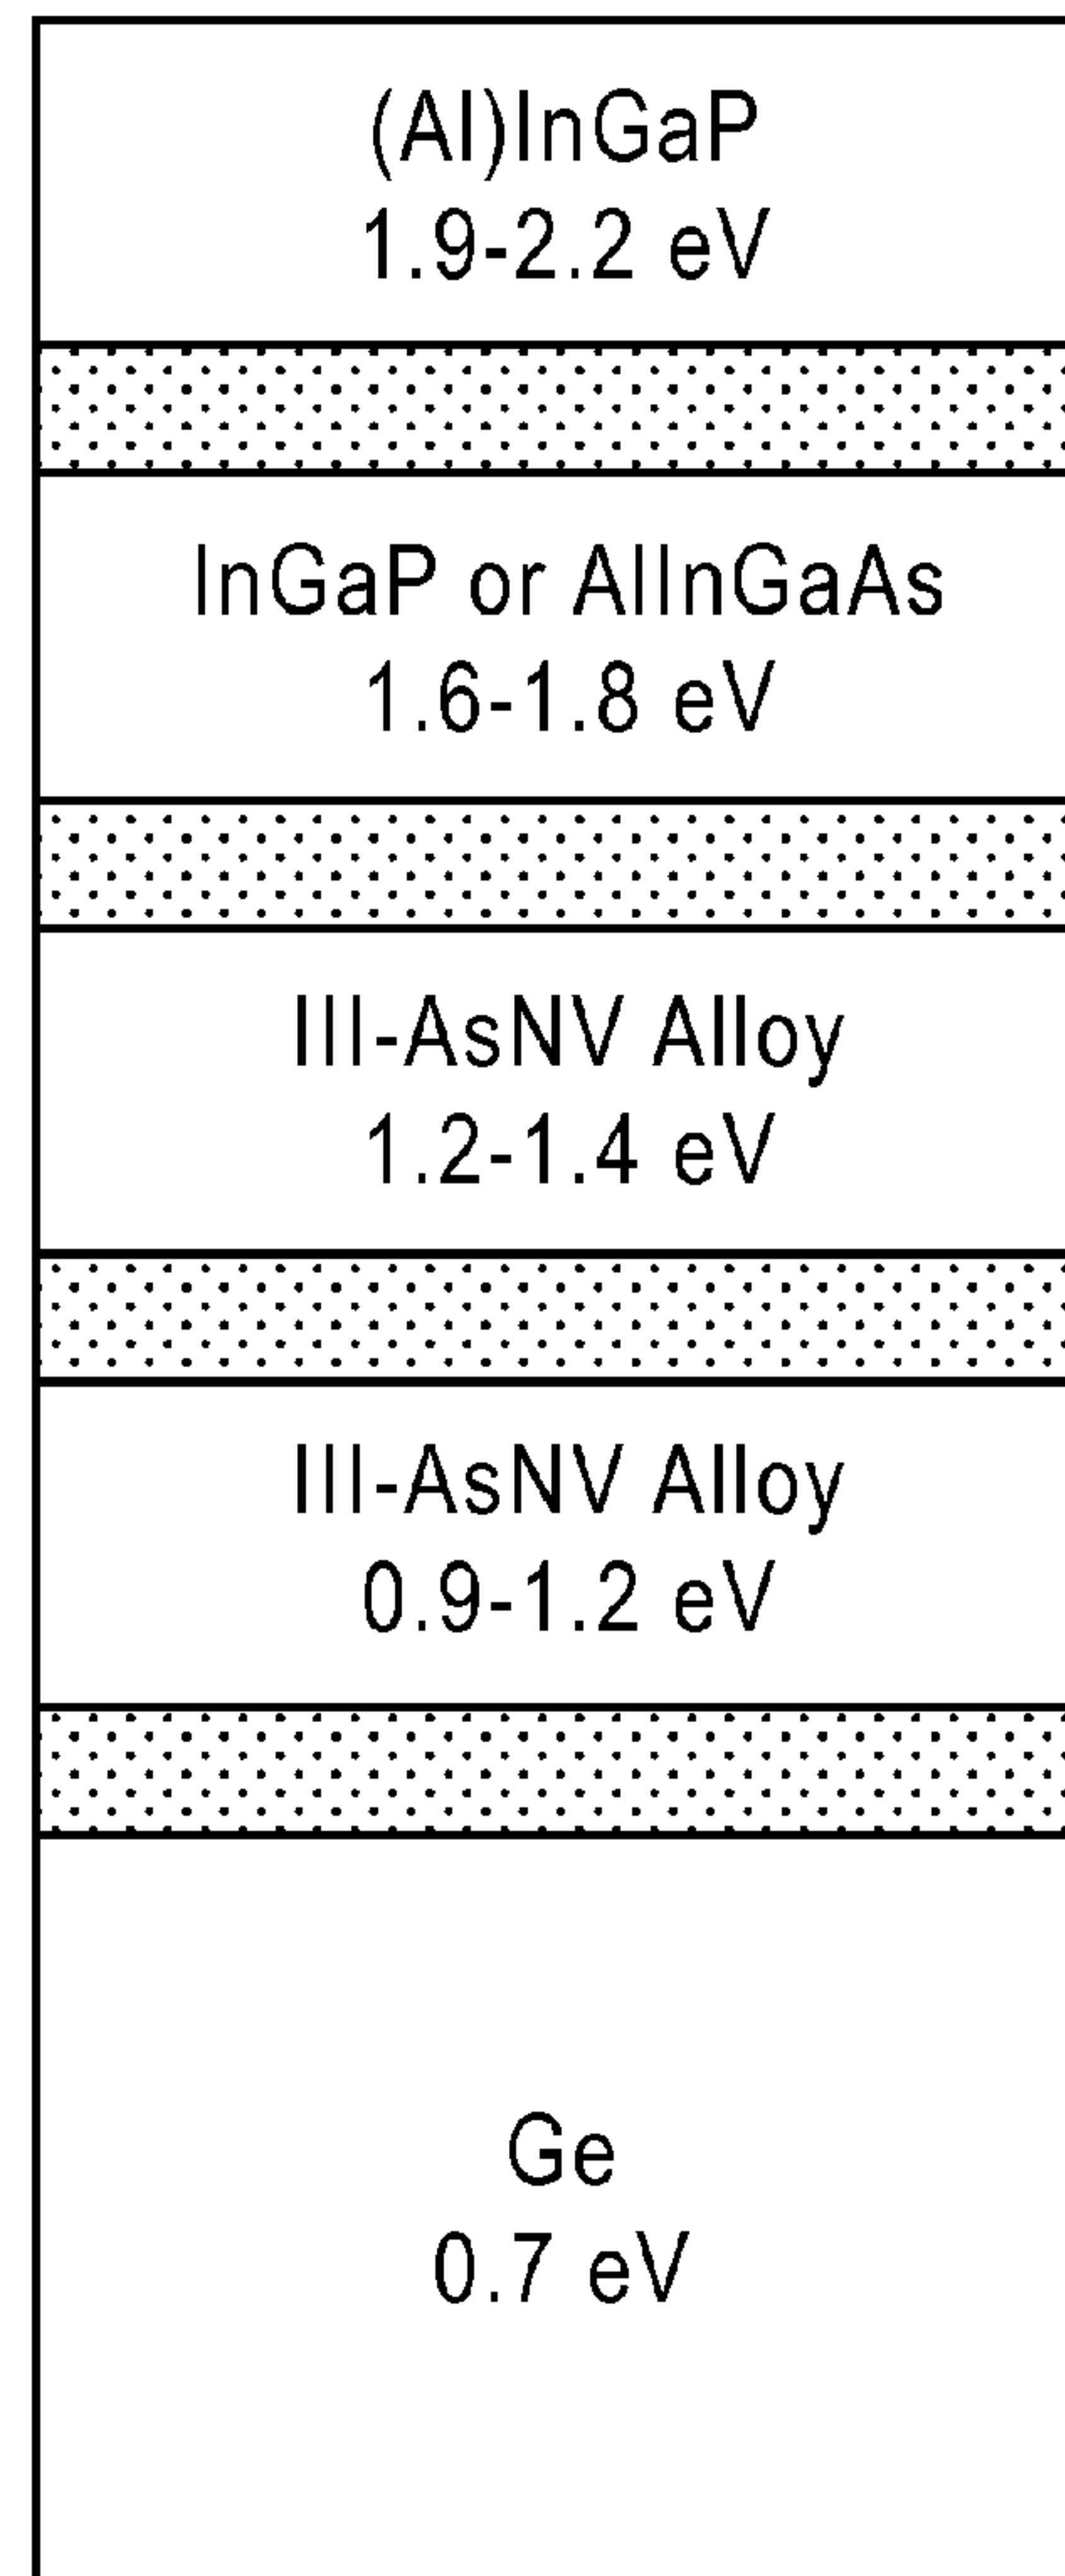 (Al)InGaP
1.9-2.2 eV
InGaP or AlInGaAs
1.6-1.8 eV
III-AsNV Alloy
1.2-1.4 eV
III-AsNV Alloy
0.9-1.2 eV
Ge
0.7 eV